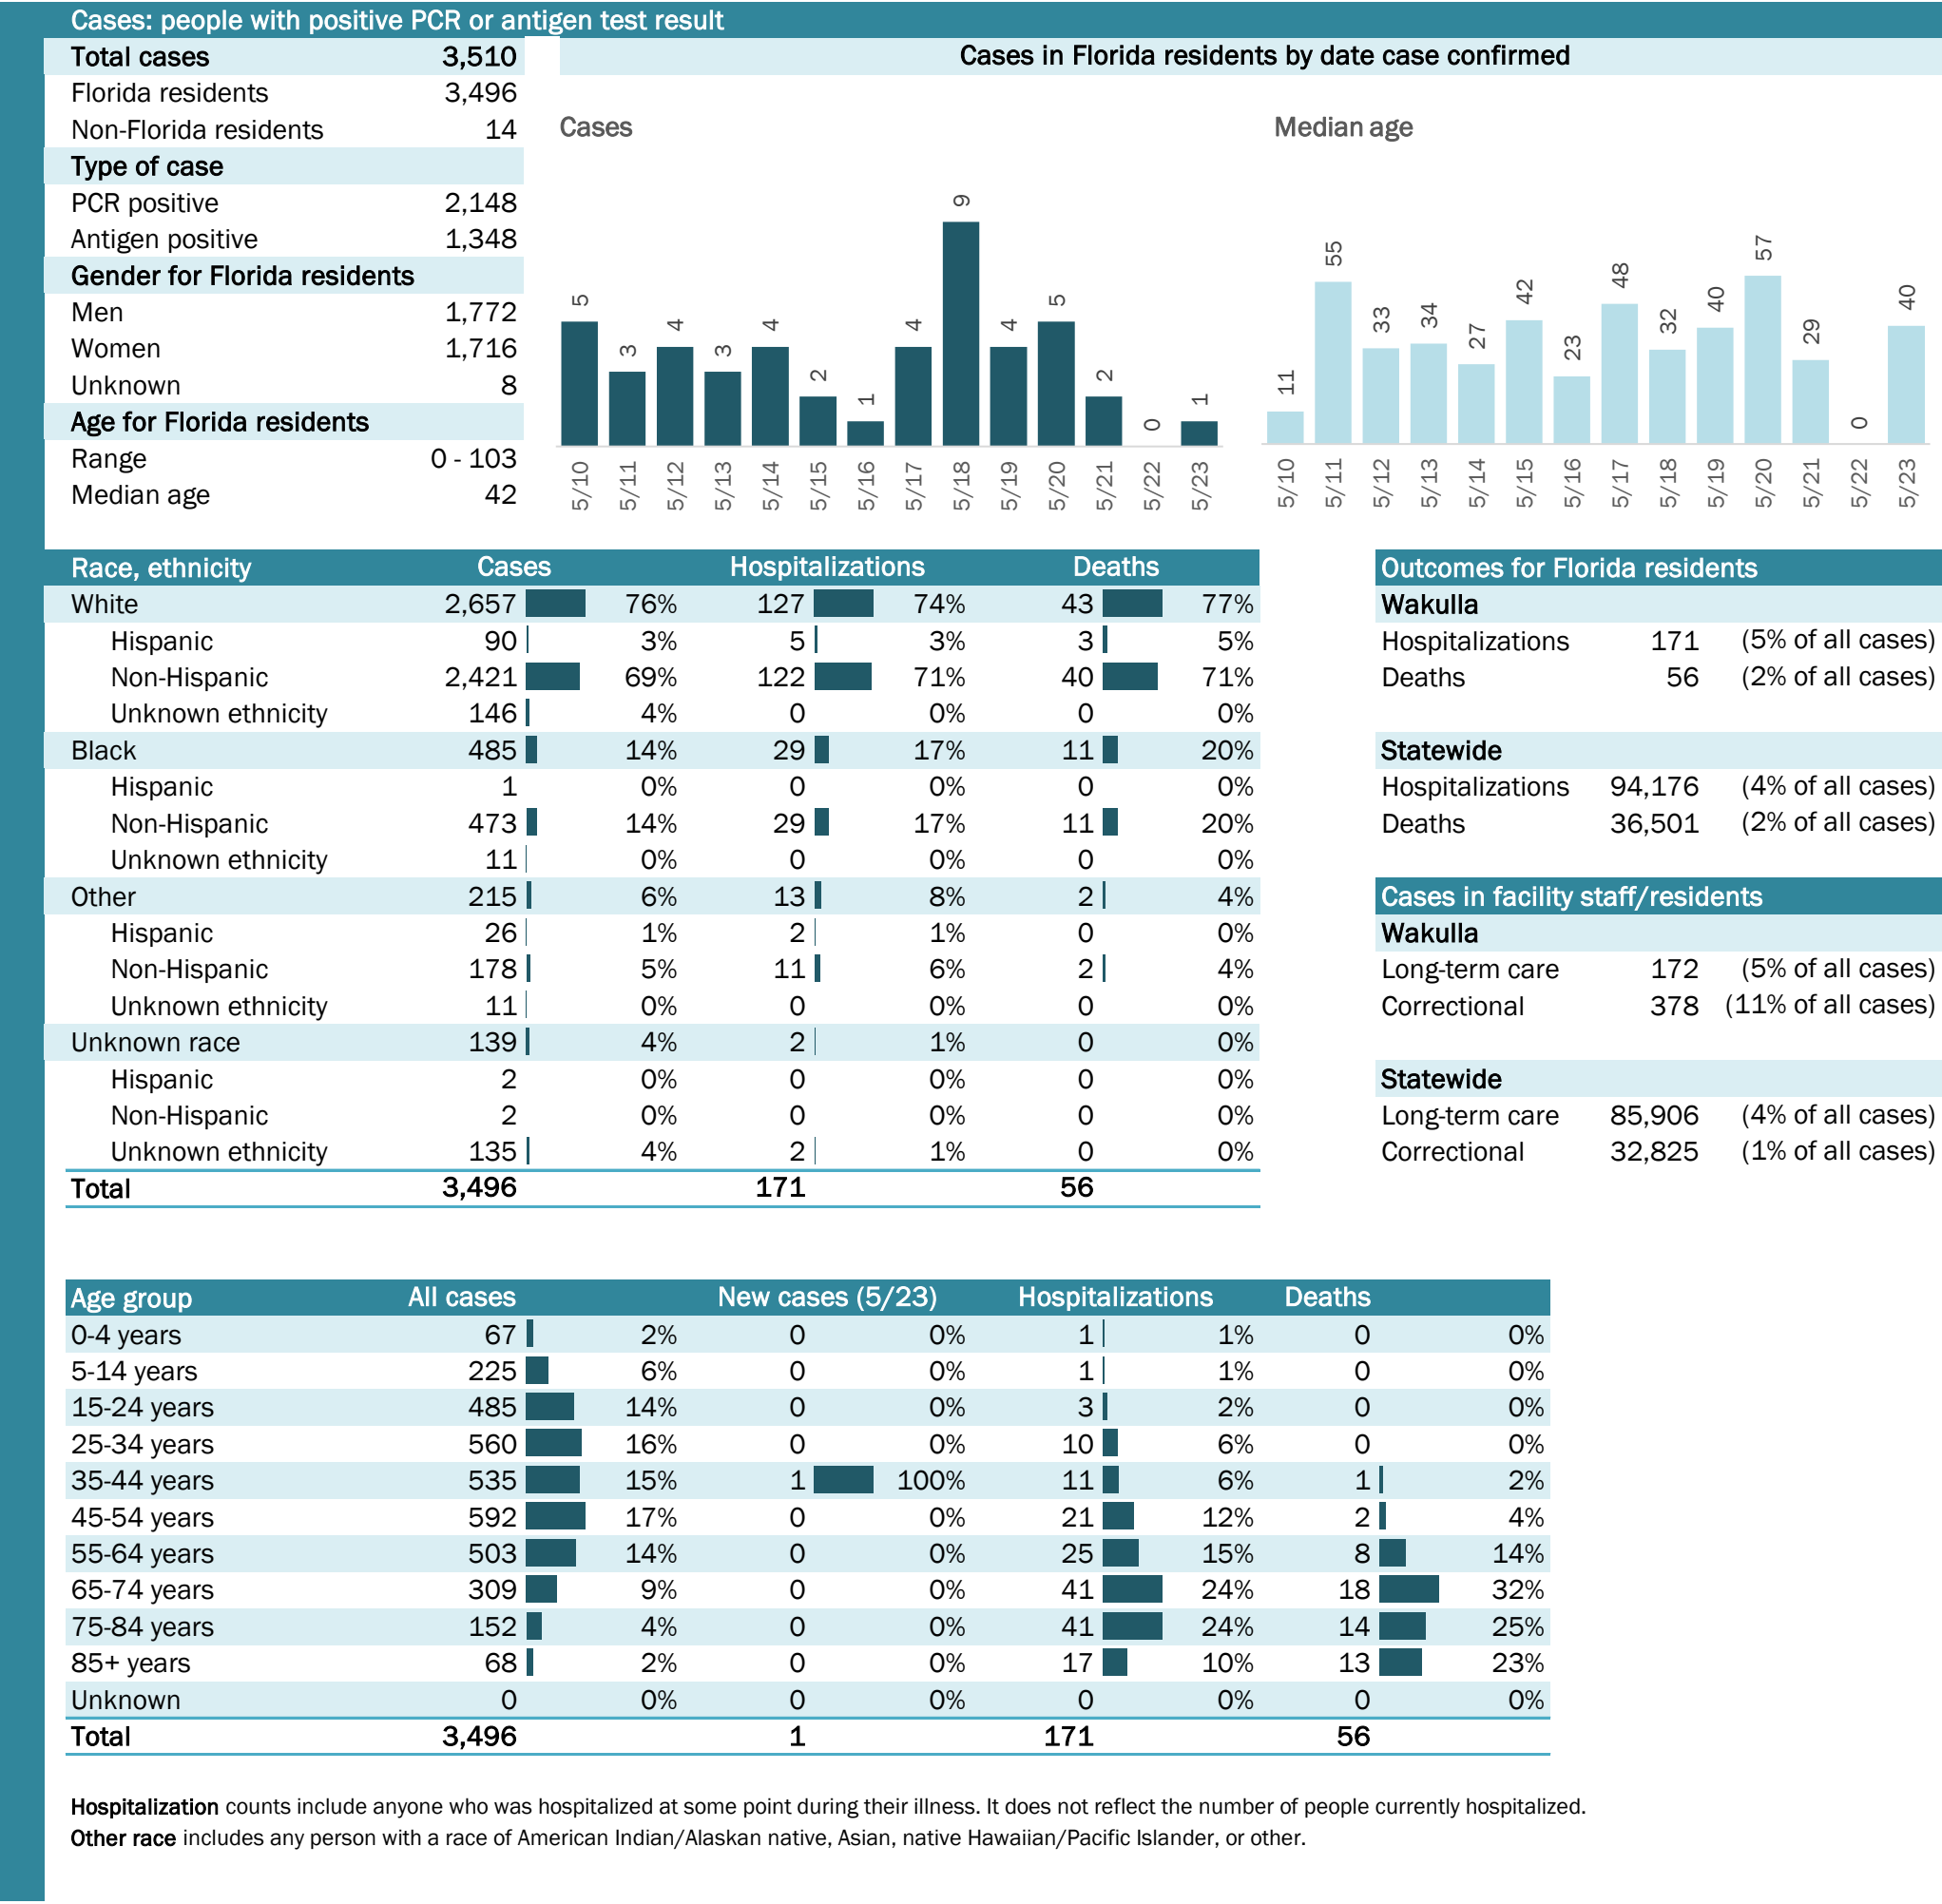 Cases: people with positive PCR or antigen test result
Total cases 3,510
Florida residents 3,496
Non-Florida residents 14
Type of case
PCR positive 2,148
Antigen positive 1,348
Gender for Florida residents
Men 1,772
Women 1,716
Unknown 8
Age for Florida residents
Range 0 - 103
Median age 42
Cases in Florida residents by date case confirmed
Cases
5 3 4 3 4 2 1 4 9 4 5 2 0 1
5/10 5/11 5/12 5/13 5/14 5/15 5/16 5/17 5/18 5/19 5/20 5/21 5/22 5/23
Median age
11 55 33 34 27 42 23 48 32 40 57 29 0 40
5/10 5/11 5/12 5/13 5/14 5/15 5/16 5/17 5/18 5/19 5/20 5/21 5/22 5/23
Race, ethnicity Cases Hospitalizations Deaths
White 2,657 76% 127 74% 43 77%
Hispanic 90 3% 5 3% 3 5%
Non-Hispanic 2,421 69% 122 71% 40 71%
Unknown ethnicity 146 4% 0 0% 0 0%
Black 485 14% 29 17% 11 20%
Hispanic 1 0% 0 0% 0 0%
Non-Hispanic 473 14% 29 17% 11 20%
Unknown ethnicity 11 0% 0 0% 0 0%
Other 215 6% 13 8% 2 4%
Hispanic 26 1% 2 1% 0 0%
Non-Hispanic 178 5% 11 6% 2 4%
Unknown ethnicity 11 0% 0 0% 0 0%
Unknown race 139 4% 2 1% 0 0%
Hispanic 2 0% 0 0% 0 0%
Non-Hispanic 2 0% 0 0% 0 0%
Unknown ethnicity 135 4% 2 1% 0 0%
Total 3,496 171 56
Outcomes for Florida residents
Wakulla
Hospitalizations 171 (5% of all cases)
Deaths 56 (2% of all cases)
Statewide
Hospitalizations 94,176 (4% of all cases)
Deaths 36,501 (2% of all cases)
Cases in facility staff/residents
Wakulla
Long-term care 172 (5% of all cases)
Correctional 378 (11% of all cases)
Statewide
Long-term care 85,906 (4% of all cases)
Correctional 32,825 (1% of all cases)
Age group All cases New cases (5/23) Hospitalizations Deaths
0-4 years 67 2% 0 0% 1 1% 0 0%
5-14 years 225 6% 0 0% 1 1% 0 0%
15-24 years 485 14% 0 0% 3 2% 0 0%
25-34 years 560 16% 0 0% 10 6% 0 0%
35-44 years 535 15% 1 100% 11 6% 1 2%
45-54 years 592 17% 0 0% 21 12% 2 4%
55-64 years 503 14% 0 0% 25 15% 8 14%
65-74 years 309 9% 0 0% 41 24% 18 32%
75-84 years 152 4% 0 0% 41 24% 14 25%
85+ years 68 2% 0 0% 17 10% 13 23%
Unknown 0 0% 0 0% 0 0% 0 0%
Total 3,496 1 171 56
Hospitalization counts include anyone who was hospitalized at some point during their illness. It does not reflect the number of people currently hospitalized.
Other race includes any person with a race of American Indian/Alaskan native, Asian, native Hawaiian/Pacific Islander, or other.